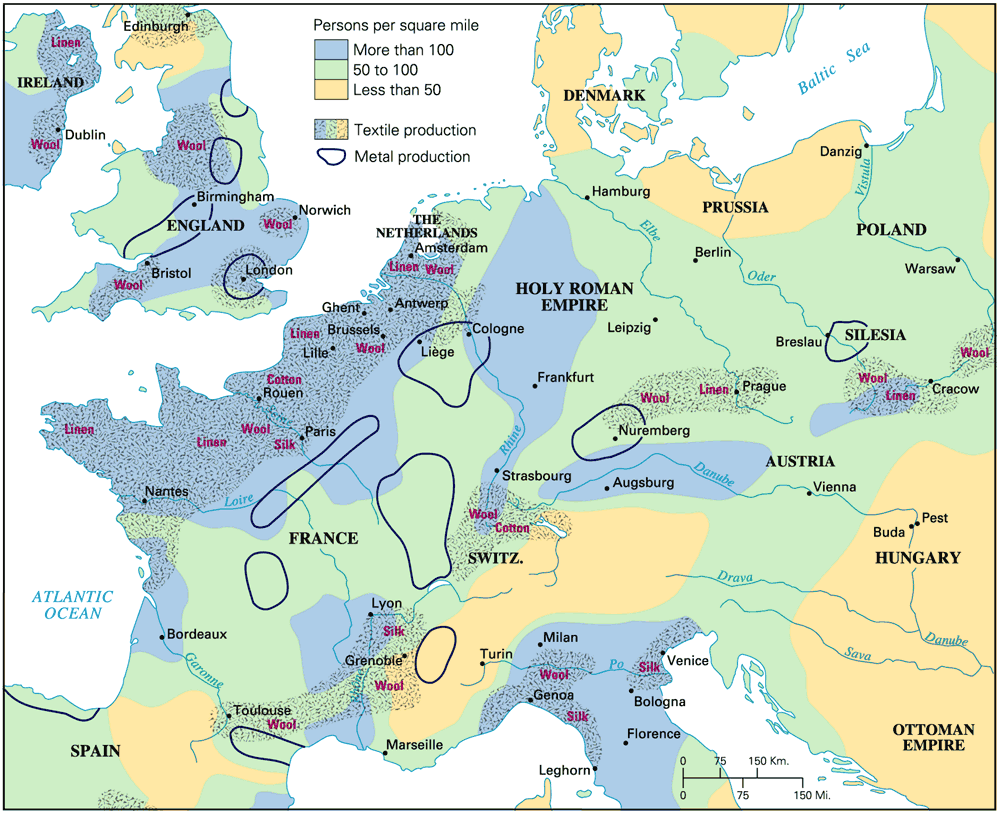 Persons per square mile
More than 100
50 to 100
Less than 50
Textile production
Metal production
Edinburgh
Linen
IRELAND
Dublin
Wool
Wool
Birmingham
ENGLAND
Norwich
Wool
Bristol
London
Wool
Baltic Sea
DENMARK
Danzig
Vistula
Hamburg
PRUSSIA
POLAND
THE
NETHERLANDS
Amsterdam
Linen
Wool
Elbe
Berlin
Oder
Warsaw
HOLY ROMAN
EMPIRE
Ghent
Antwerp
Linen
Brussels
Wool
Lille
Liège
Cologne
Leipzig
Breslau
SILESIA
Wool
Cotton
Rouen
Frankfurt
Wool
Linen
Prague
Wool
Linen
Cracow
Linen
Linen
Wool
Silk
Paris
Nuremberg
Rhine
Nantes
Loire
Strasbourg
Augsburg
Danube
AUSTRIA
Vienna
Wool
Cotton
Pest
Buda
FRANCE
SWITZ.
HUNGARY
ATLANTIC
OCEAN
Drava
Lyon
Silk
Bordeaux
Garonne
Grenoble
Wool
Turin
Milan
Wool
Po
Silk
Venice
Sava
Danube
Genoa
Silk
Bologna
Toulouse
Wool
Florence
Marseille
Leghorn
SPAIN
OTTOMAN
EMPIRE
0 75 150 Km.
0 75 150 Mi.